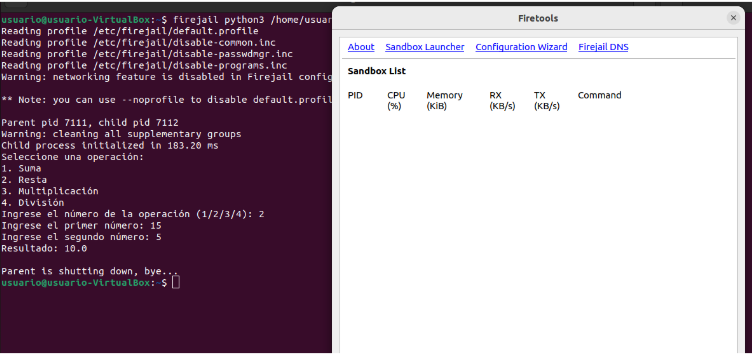 usuario@usuario-VirtualBox:~$ firejail python3 /home/usuar
Reading profile /etc/firejail/default.profile
Reading profile /etc/firejail/disable-common.inc
Reading profile /etc/firejail/disable-passwdmgr.inc
Reading profile /etc/firejail/disable-programs.inc
Warning: networking feature is disabled in Firejail config
** Note: you can use --noprofile to disable default.profil
Parent pid 7111, child pid 7112
Warning: cleaning all supplementary groups
Child process initialized in 183.20 ms
Seleccione una operación:
1. Suma
2. Resta
3. Multiplicación
4. División
Ingrese el número de la operación (1/2/3/4): 2
Ingrese el primer número: 15
Ingrese el segundo número: 5
Resultado: 10.0
Parent is shutting down, bye...
usuario@usuario-VirtualBox:~$
Firetools
About Sandbox Launcher Configuration Wizard Firejail DNS
Sandbox List
PID CPU Memory RX TX Command
(%) (KiB) (KB/s) (KB/s)